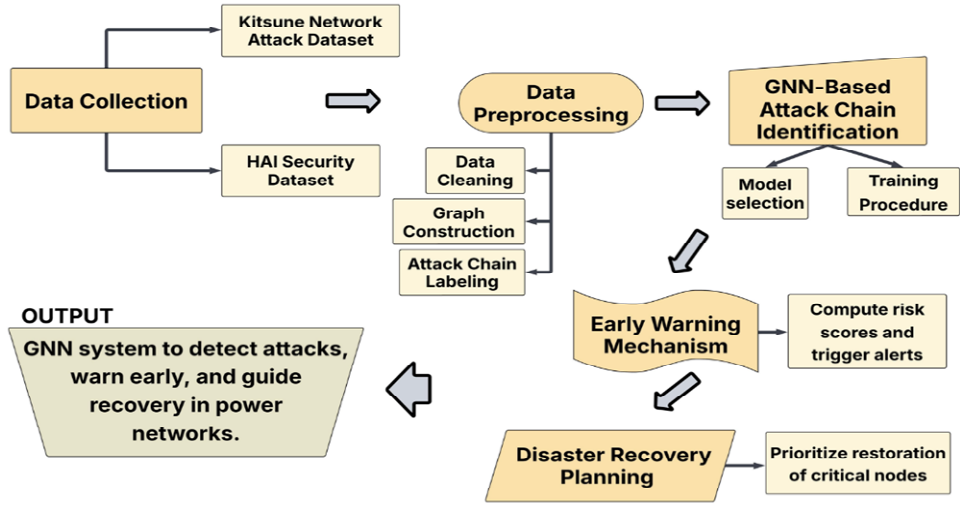 Kitsune Network
Attack Dataset
Data Collection
HAI Security
Dataset
Data
Preprocessing
Data
Cleaning
Graph
Construction
Attack Chain
Labeling
GNN-Based
Attack Chain
Identification
Model
selection
Training
Procedure
Early Warning
Mechanism
Compute risk
scores and
trigger alerts
Disaster Recovery
Planning
Prioritize restoration
of critical nodes
OUTPUT
GNN system to detect attacks,
warn early, and guide
recovery in power
networks.